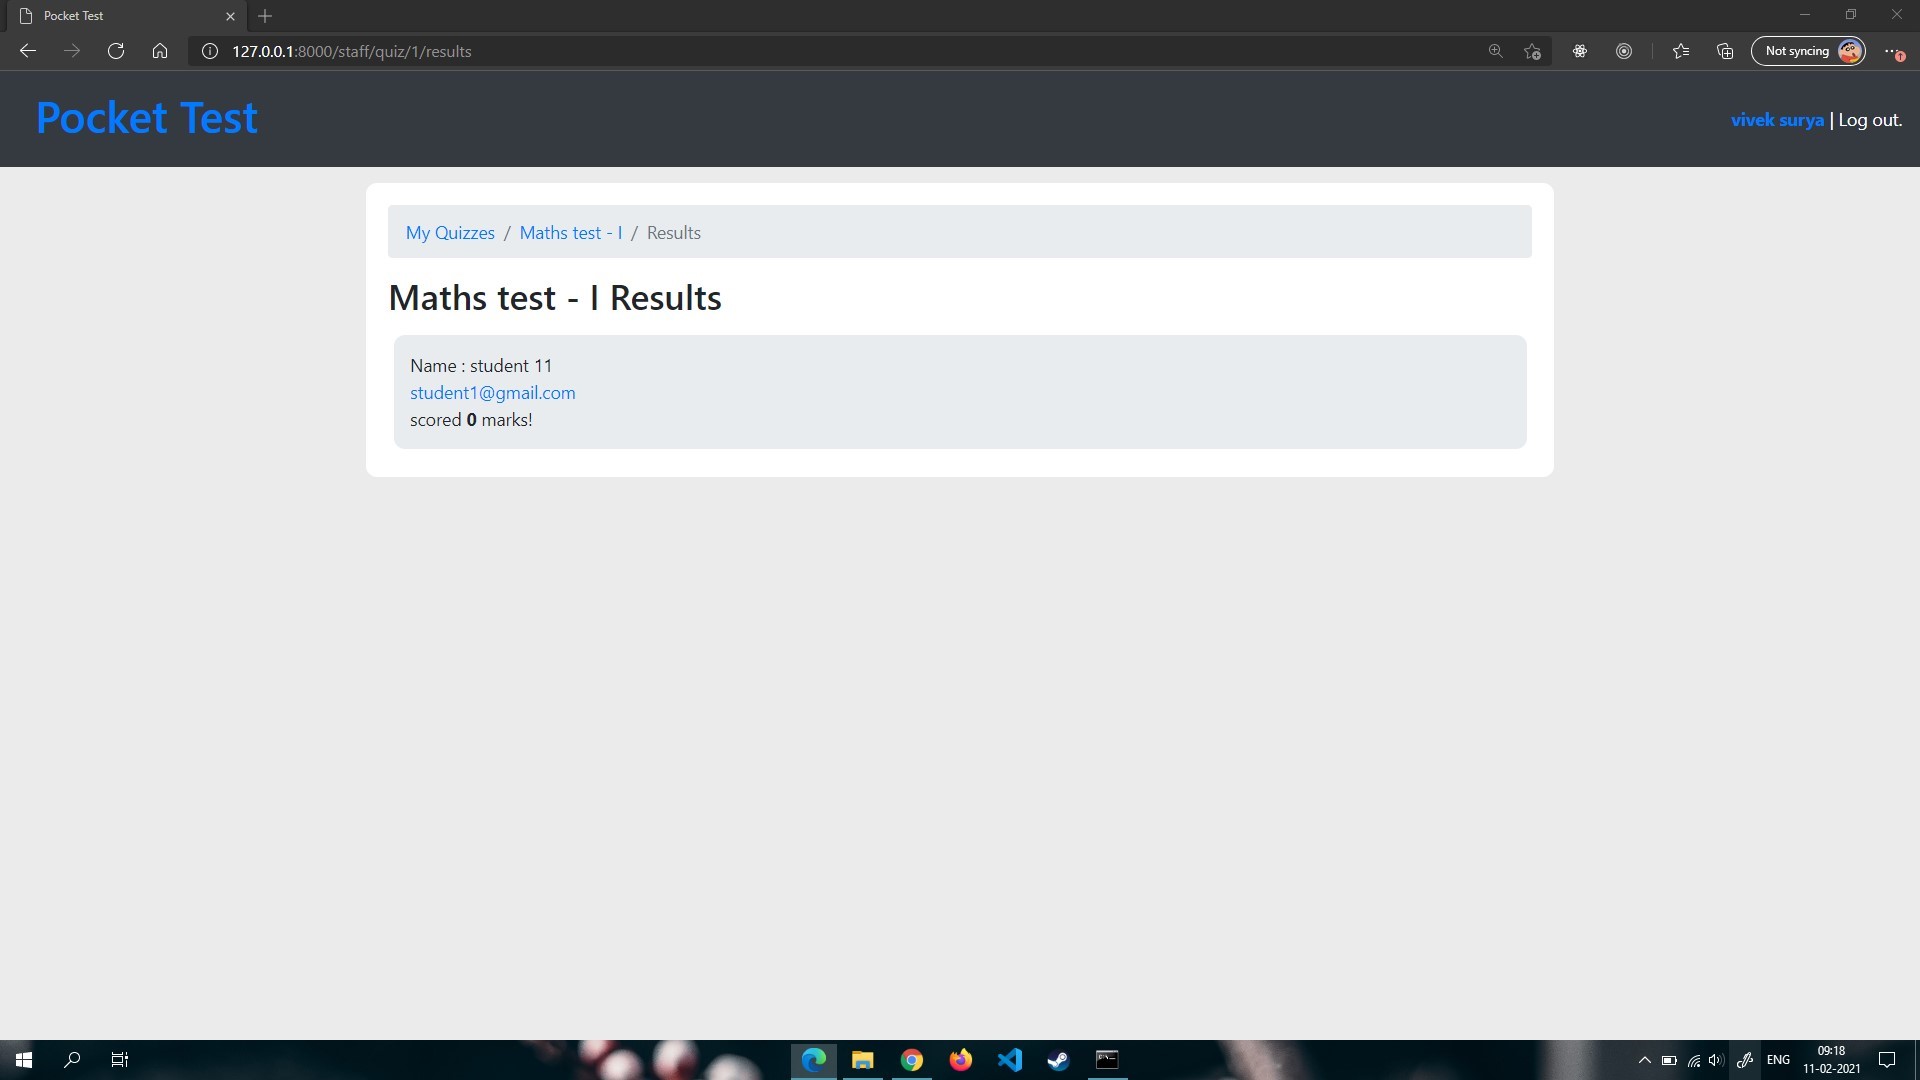 Pocket Test
127.0.0.1:8000/staff/quiz/1/results
Not syncing
Pocket Test
vivek surya | Log out.
My Quizzes / Maths test - I / Results
Maths test - I Results
Name : student 11
student1@gmail.com
scored 0 marks!
ENG
09:18
11-02-2021